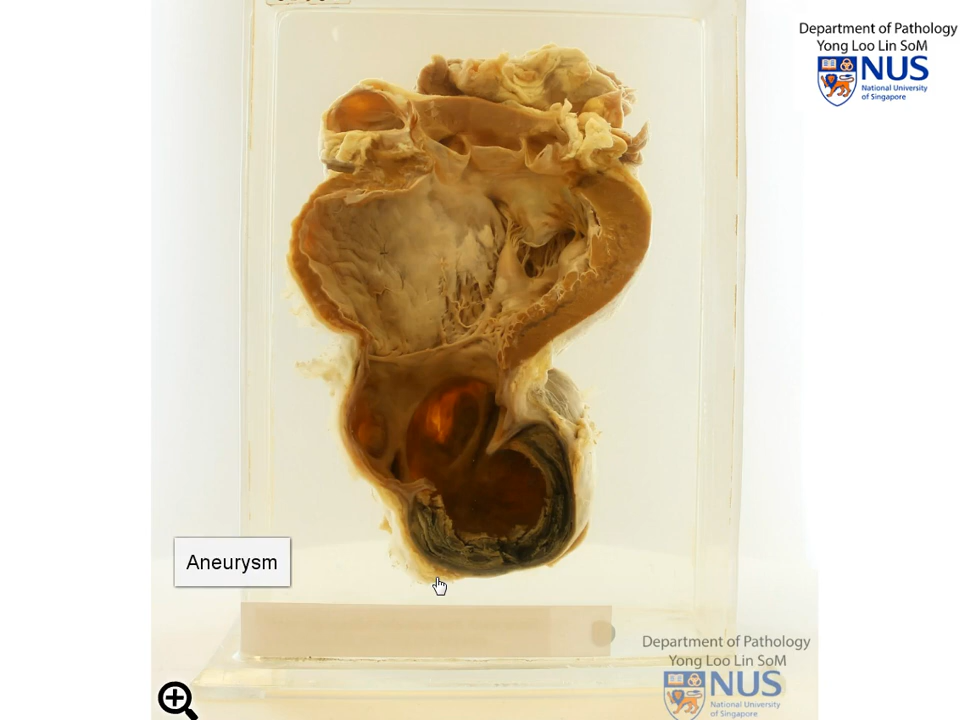 Department of Pathology
Yong Loo Lin SoM
NUS
National University
of Singapore
Aneurysm
Department of Pathology
Yong Loo Lin SoM
NUS
National University
of Singapore